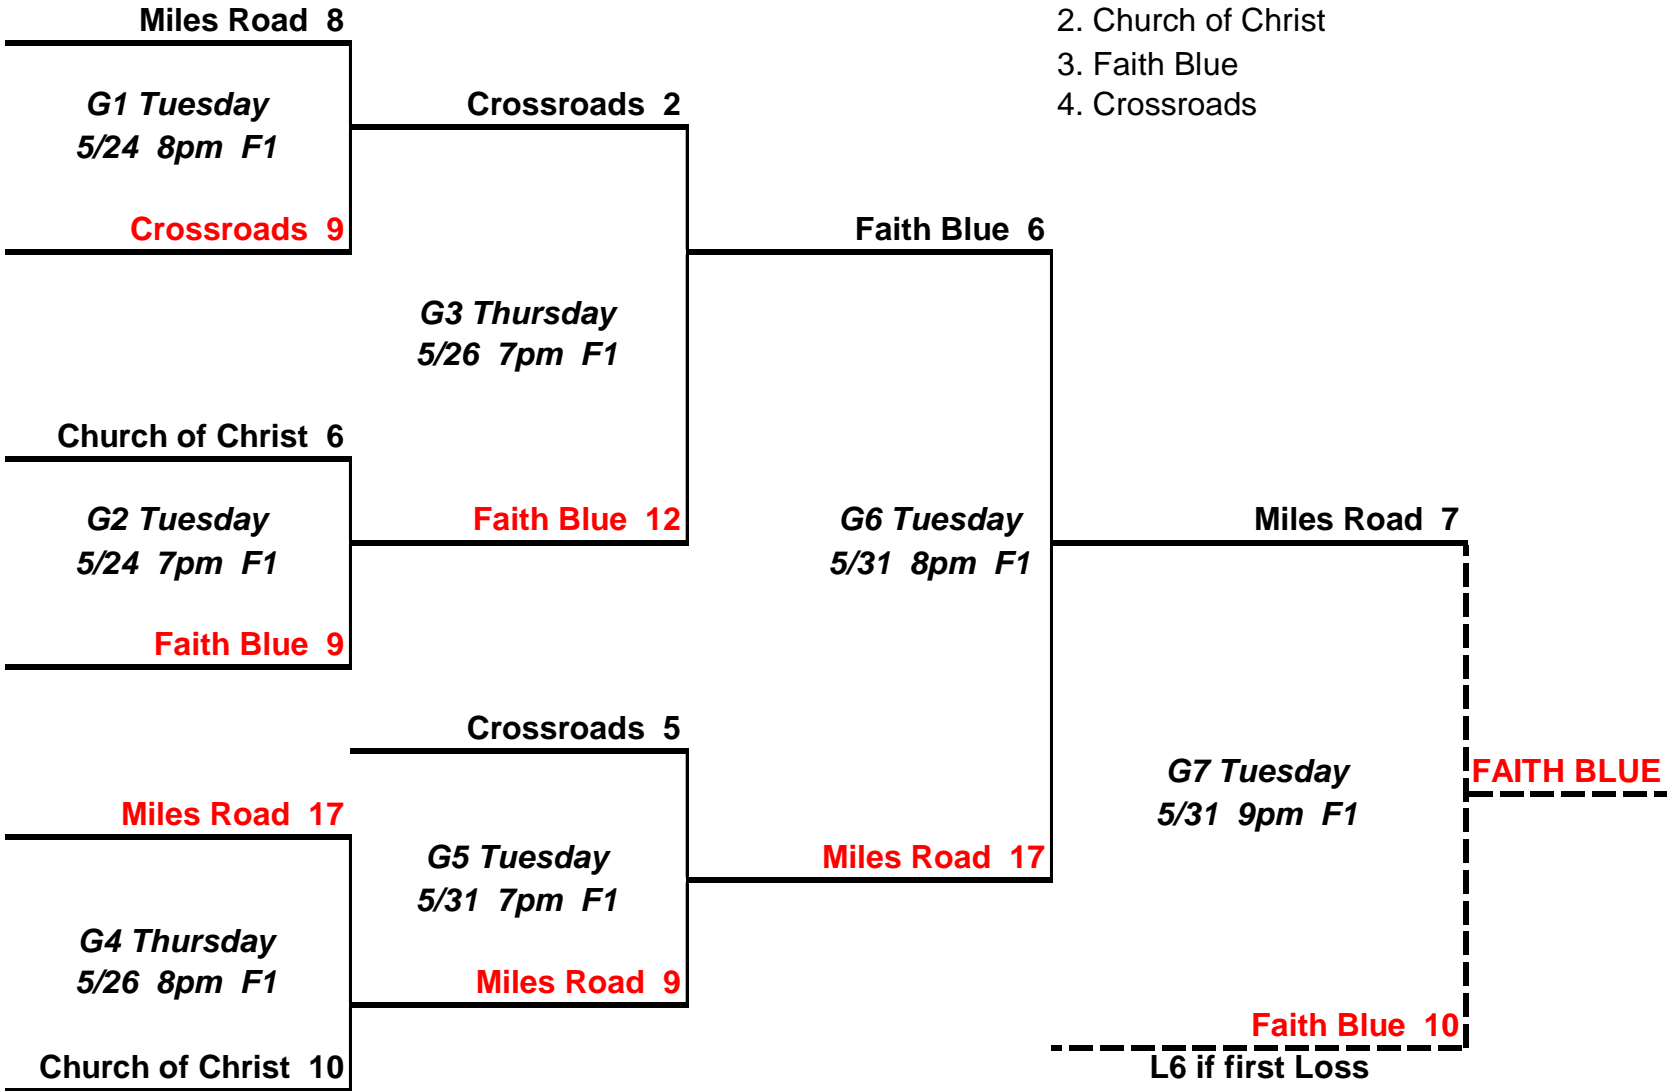 Miles Road 8
2. Church of Christ
3. Faith Blue
G1 Tuesday
5/24 8pm F1
Crossroads 2
4. Crossroads
Crossroads 9
Faith Blue 6
G3 Thursday
5/26 7pm F1
Church of Christ 6
G2 Tuesday
5/24 7pm F1
Faith Blue 12
G6 Tuesday
5/31 8pm F1
Miles Road 7
Faith Blue 9
Crossroads 5
G7 Tuesday
5/31 9pm F1
FAITH BLUE
Miles Road 17
G5 Tuesday
5/31 7pm F1
Miles Road 17
G4 Thursday
5/26 8pm F1
Miles Road 9
Faith Blue 10
Church of Christ 10
L6 if first Loss